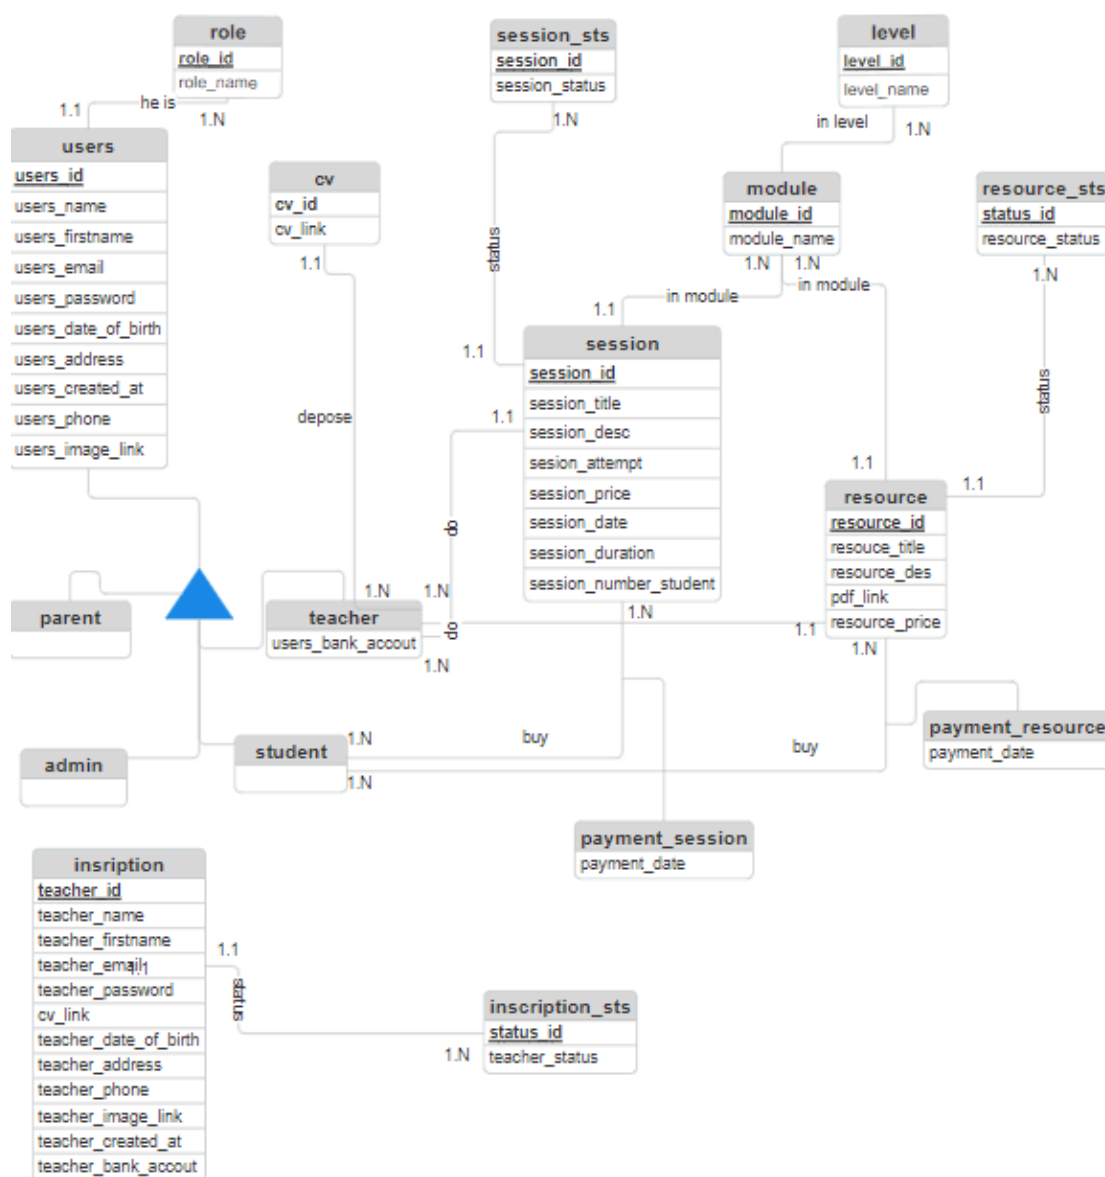 role
role_id
role_name
he is
1.1
1.N
users
users_id
users_name
users_firstname
users_email
users_password
users_date_of_birth
users_address
users_created_at
users_phone
users_image_link
session_sts
session_id
session_status
1.N
status
1.1
level
level_id
level_name
in level
1.N
cv
cv_id
cv_link
1.1
depose
1.N
module
module_id
module_name
1.N
1.N
in module
in module
1.1
resource_sts
status_id
resource_status
1.N
status
1.1
session
session_id
session_title
session_desc
sesion_attempt
session_price
session_date
session_duration
session_number_student
1.1
do
1.N
1.N
resource
resource_id
resouce_title
resource_des
pdf_link
resource_price
1.1
1.1
1.N
parent
teacher
users_bank_accout
do
1.N
admin
student
1.N
1.N
buy
buy
payment_resource
payment_date
payment_session
payment_date
insription
teacher_id
teacher_name
teacher_firstname
teacher_email
teacher_password
cv_link
teacher_date_of_birth
teacher_address
teacher_phone
teacher_image_link
teacher_created_at
teacher_bank_accout
1.1
status
1.N
inscription_sts
status_id
teacher_status